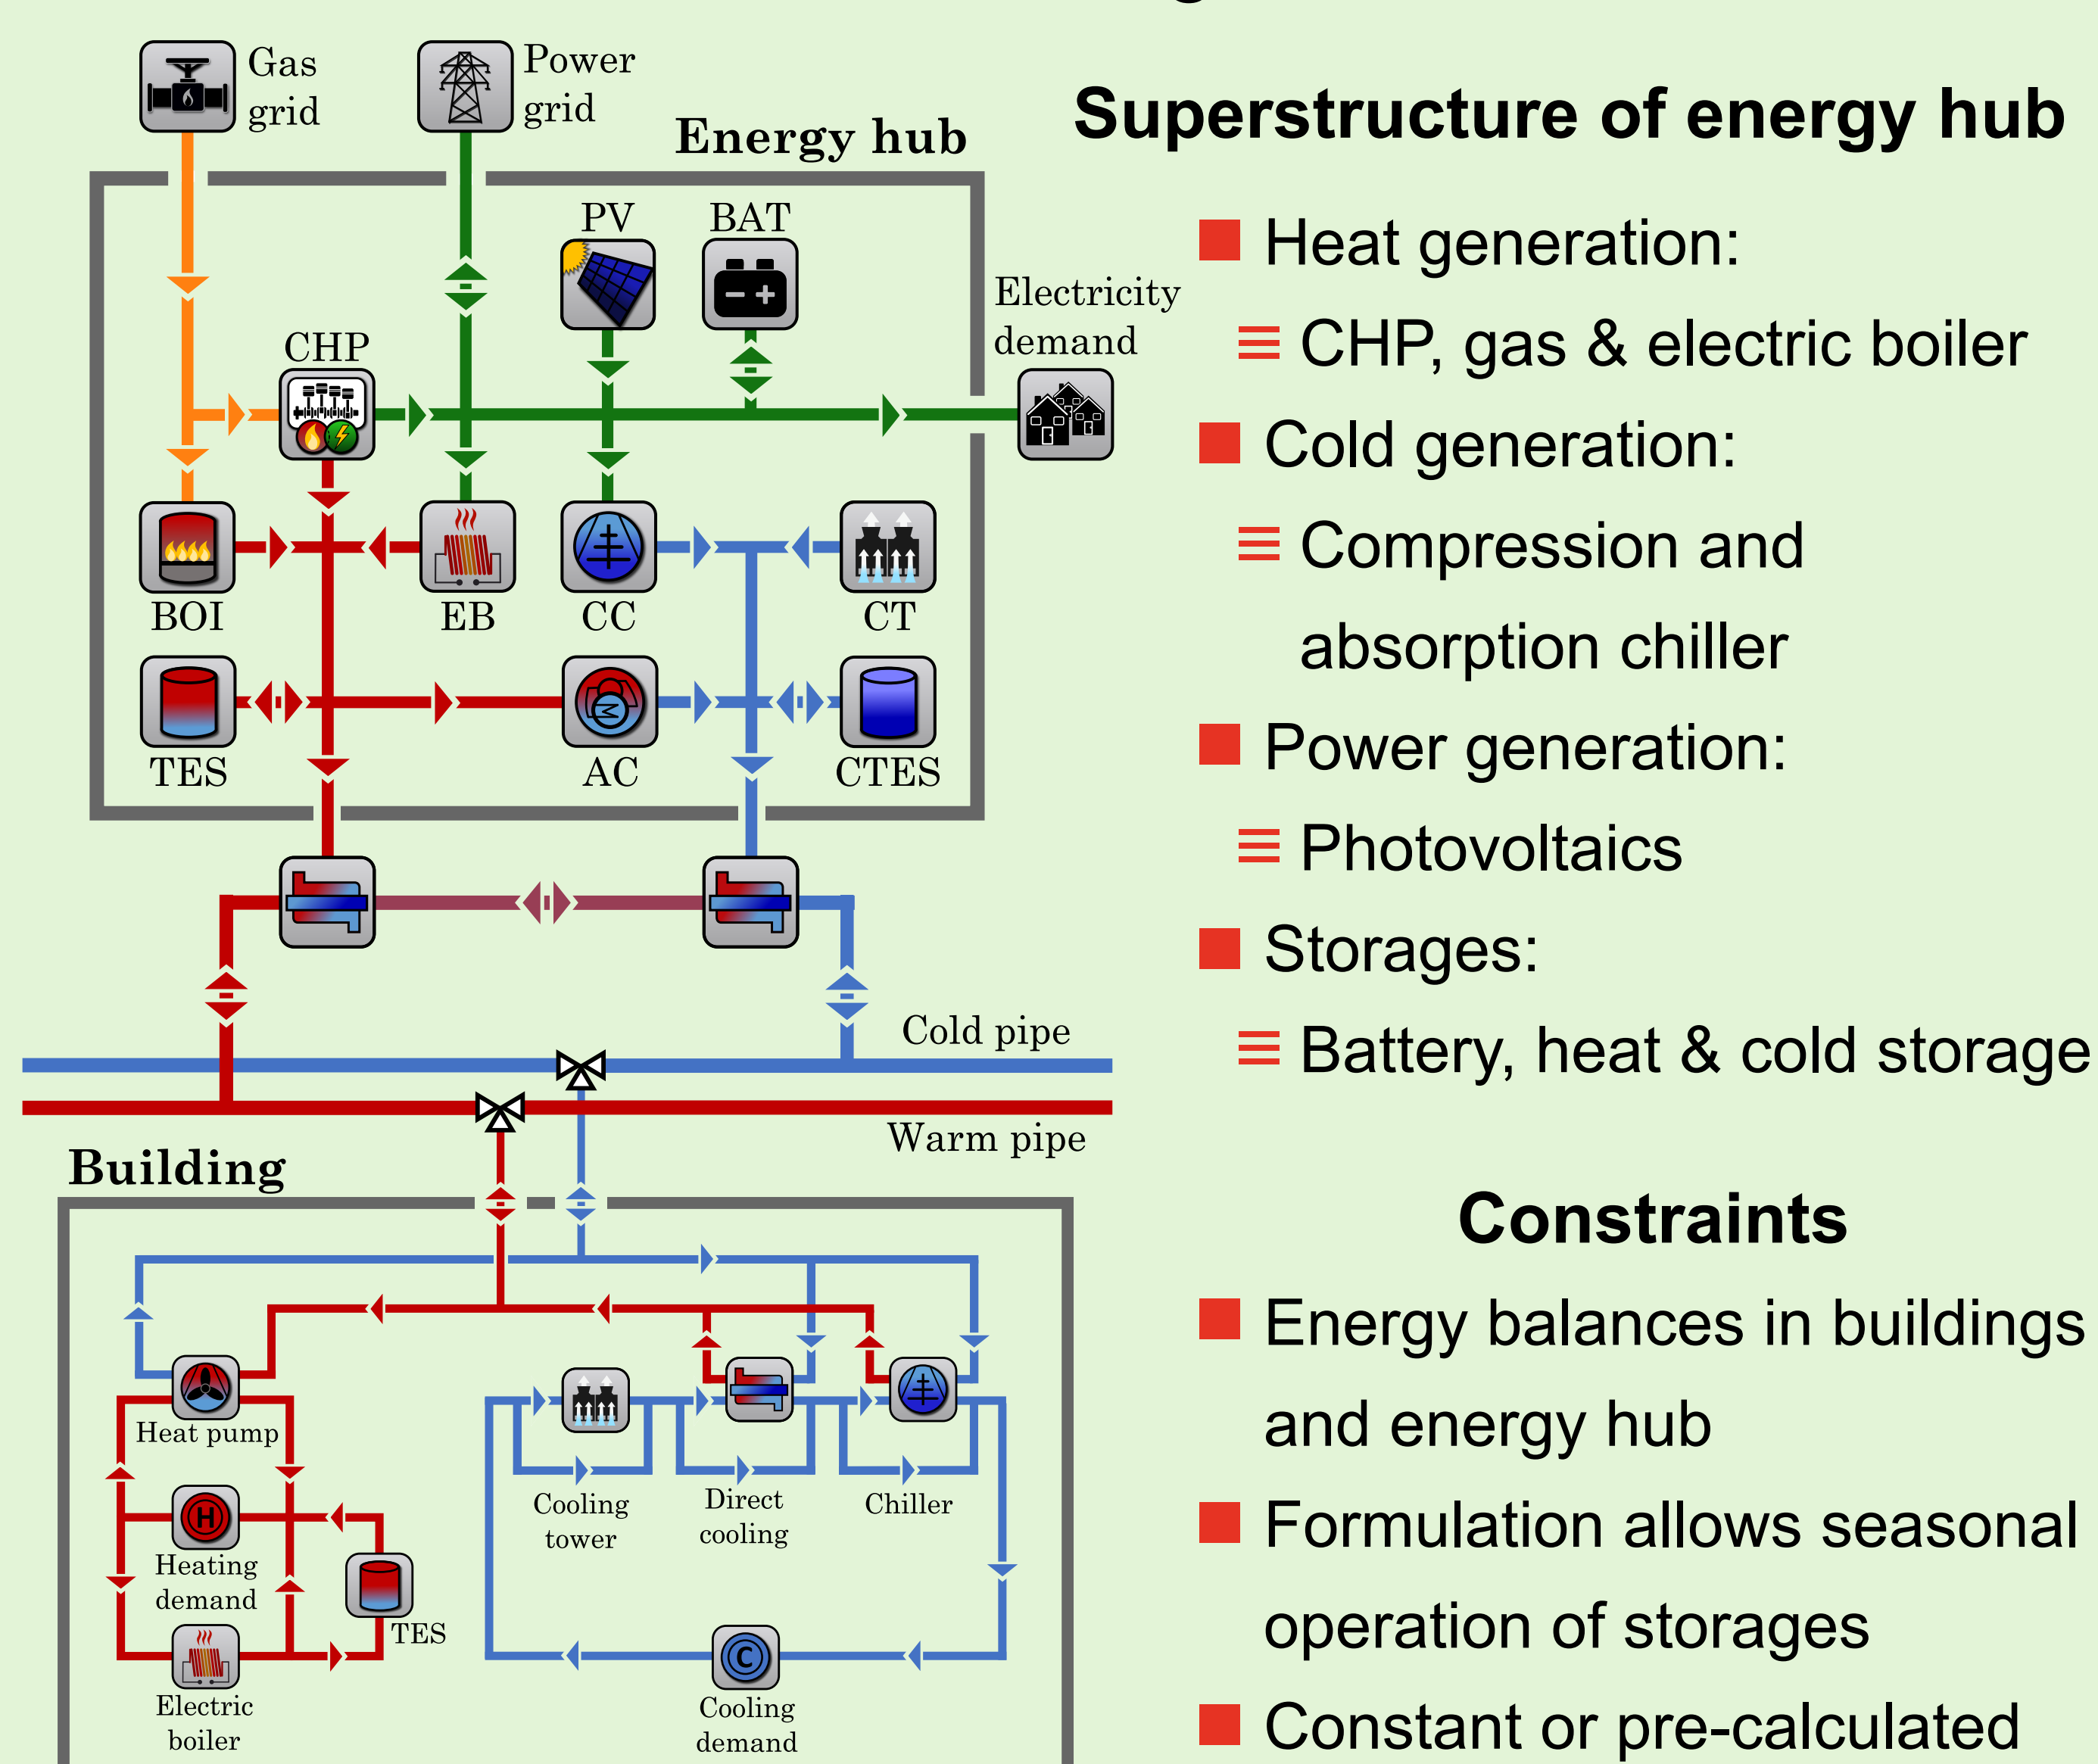 Gas
grid
Power
grid
Energy hub
PV
BAT
Electricity
demand
CHP
BOI
EB
CC
CT
TES
AC
CTES
Cold pipe
Warm pipe
Building
Heat pump
Heating
demand
TES
Electric
boiler
Cooling
tower
Direct
cooling
Chiller
Cooling
demand
H
C
Superstructure of energy hub
Heat generation:
CHP, gas & electric boiler
Cold generation:
Compression and
absorption chiller
Power generation:
Photovoltaics
Storages:
Battery, heat & cold storage
Constraints
Energy balances in buildings
and energy hub
Formulation allows seasonal
operation of storages
Constant or pre-calculated